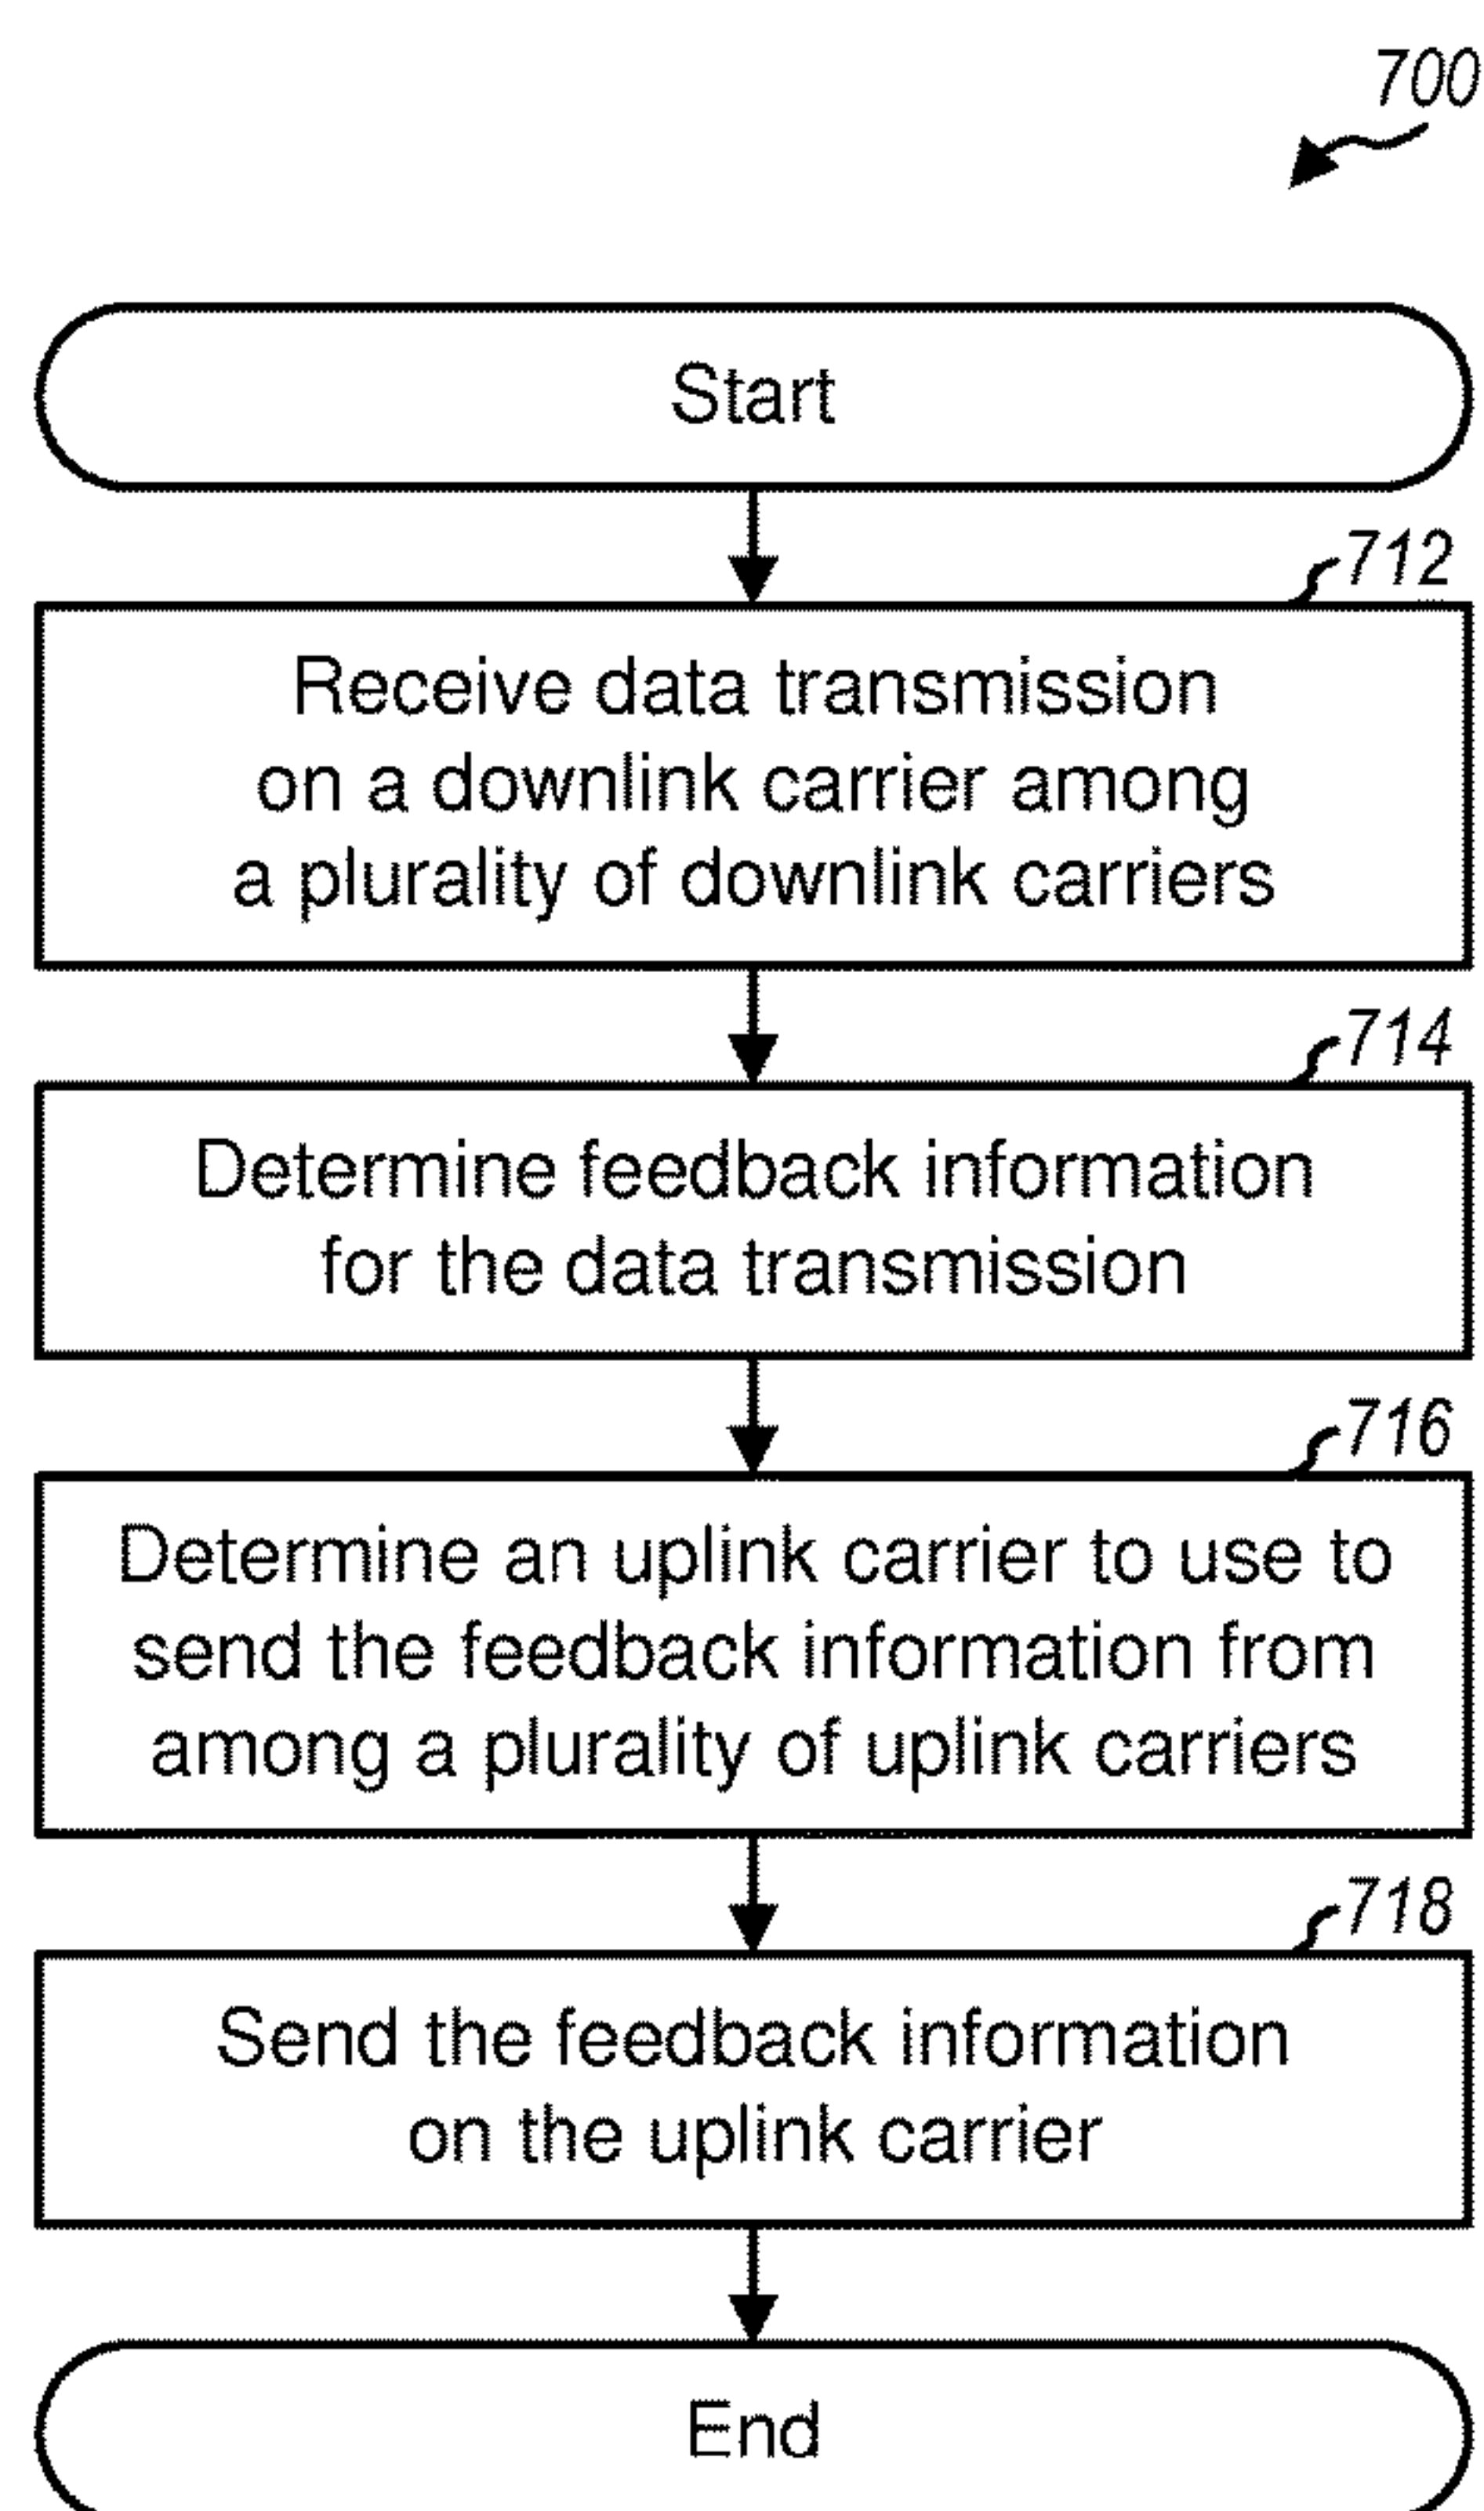 700
Start
712
Receive data transmission
on a downlink carrier among
a plurality of downlink carriers
714
Determine feedback information
for the data transmission
716
Determine an uplink carrier to use to
send the feedback information from
among a plurality of uplink carriers
718
Send the feedback information
on the uplink carrier
End